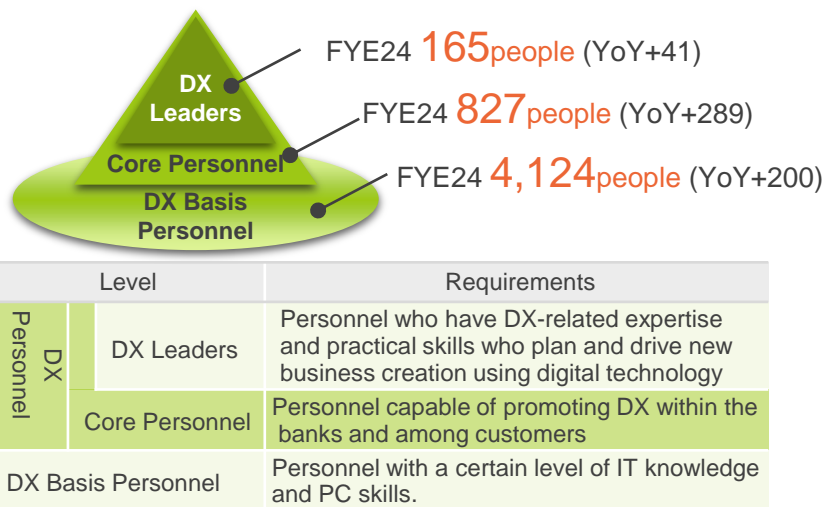 FYE24 165people (YoY+41)
DX
Leaders
FYE24 827people (YoY+289)
Core Personnel
FYE24 4,124people (YoY+200)
DX Basis
Personnel
Level Requirements
DX
Personnel
DX Leaders
Personnel who have DX-related expertise
and practical skills who plan and drive new
business creation using digital technology
Core Personnel
Personnel capable of promoting DX within the
banks and among customers
DX Basis Personnel
Personnel with a certain level of IT knowledge
and PC skills.